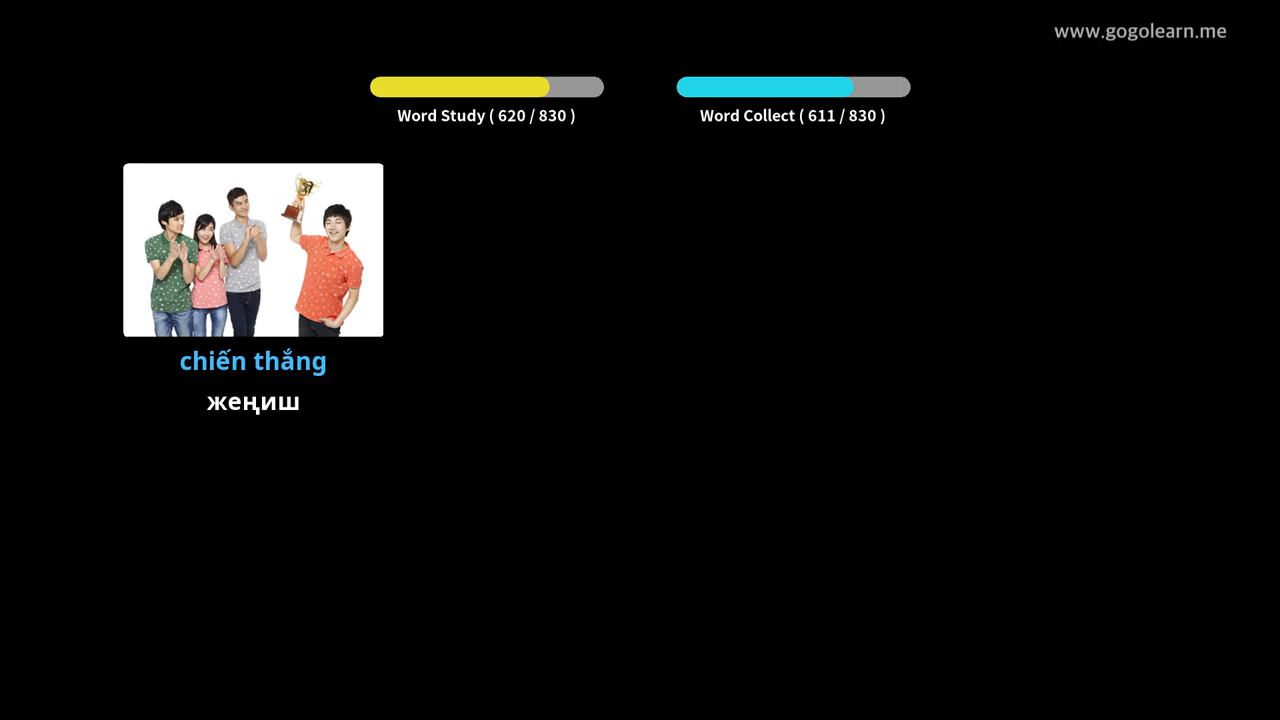 www.gogolearn.me
Word Study ( 620 / 830 )
Word Collect ( 611 / 830 )
chiến thắng
жеңиш